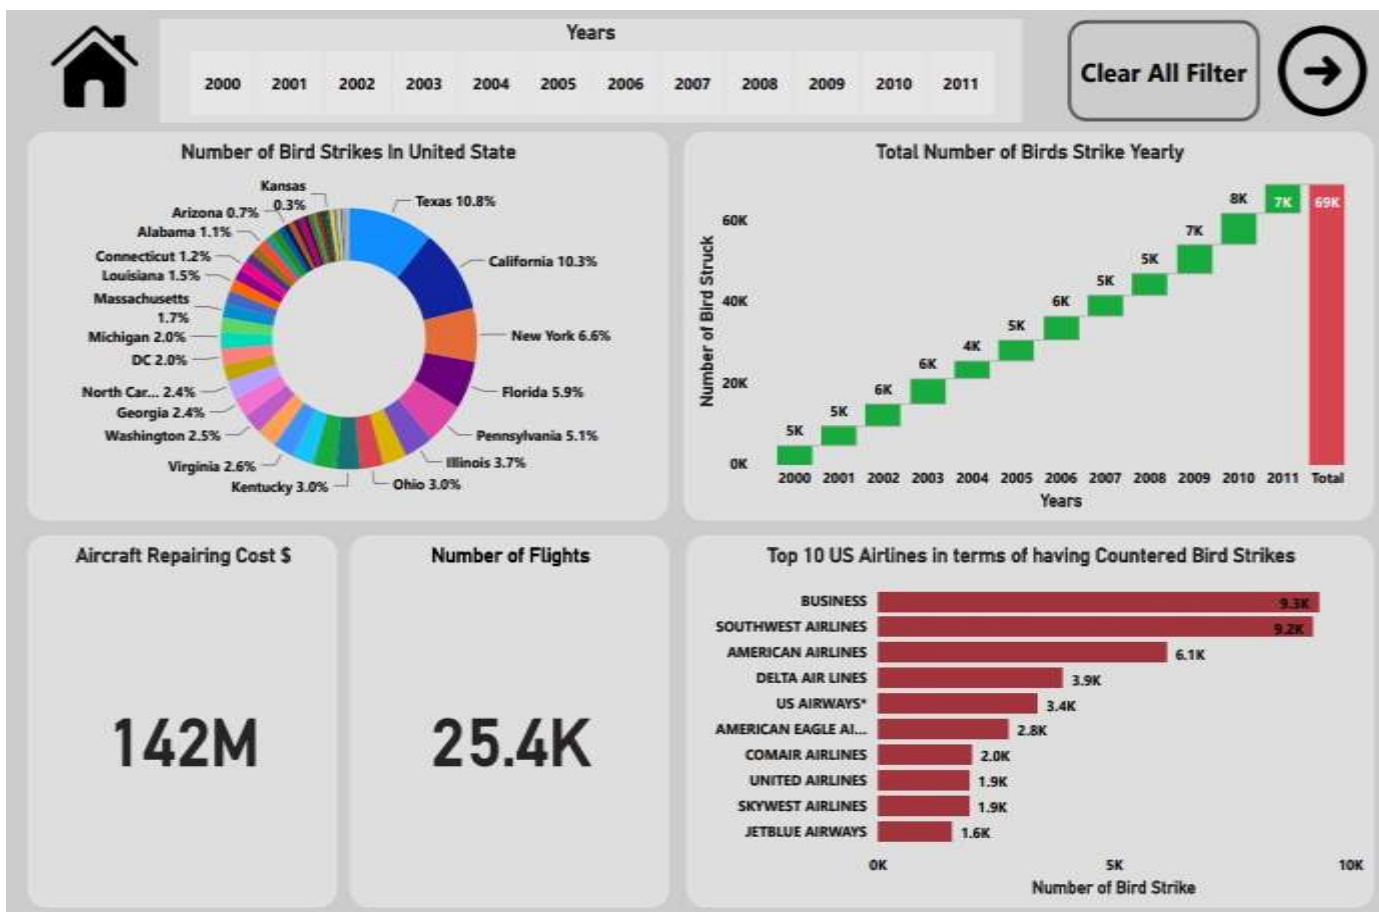 Years
2000 2001 2002 2003 2004 2005 2006 2007 2008 2009 2010 2011
Clear All Filter
Number of Bird Strikes In United State
Kansas
0.3%
Arizona 0.7%
Alabama 1.1%
Connecticut 1.2%
Louisiana 1.5%
Massachusetts
1.7%
Michigan 2.0%
DC 2.0%
North Car... 2.4%
Georgia 2.4%
Washington 2.5%
Virginia 2.6%
Kentucky 3.0%
Ohio 3.0%
Illinois 3.7%
Pennsylvania 5.1%
Florida 5.9%
New York 6.6%
California 10.3%
Texas 10.8%
Total Number of Birds Strike Yearly
Number of Bird Struck
60K
40K
20K
0K
5K
5K
6K
6K
4K
5K
6K
5K
5K
7K
8K
7K
69K
2000 2001 2002 2003 2004 2005 2006 2007 2008 2009 2010 2011 Total
Years
Aircraft Repairing Cost $
142M
Number of Flights
25.4K
Top 10 US Airlines in terms of having Countered Bird Strikes
BUSINESS 9.3K
SOUTHWEST AIRLINES 9.2K
AMERICAN AIRLINES 6.1K
DELTA AIR LINES 3.9K
US AIRWAYS* 3.4K
AMERICAN EAGLE AI... 2.8K
COMAIR AIRLINES 2.0K
UNITED AIRLINES 1.9K
SKYWEST AIRLINES 1.9K
JETBLUE AIRWAYS 1.6K
0K 5K 10K
Number of Bird Strike